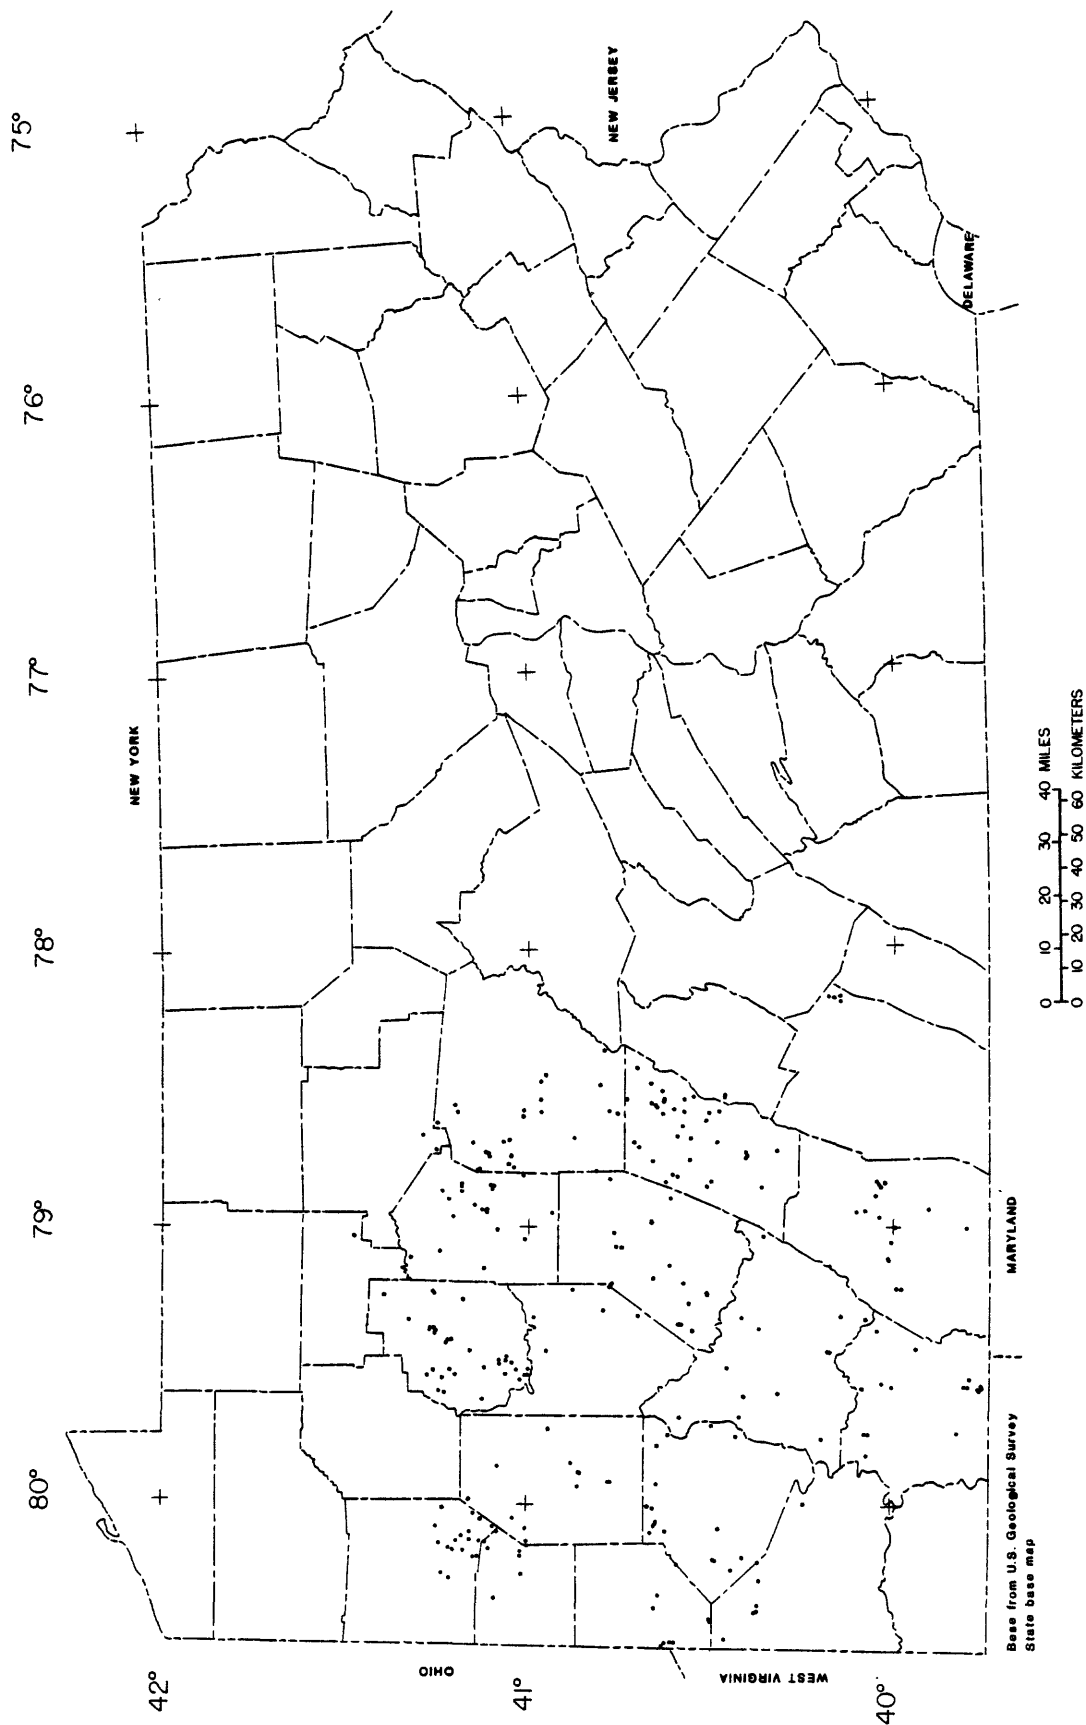 75°
76°
77°
78°
79°
80°
42°
41°
40°
NEW YORK
NEW JERSEY
DELAWARE
MARYLAND
OHIO
WEST VIRGINIA
0 10 20 30 40 MILES
0 10 20 30 40 50 60 KILOMETERS
Base from U.S. Geological Survey
State base map